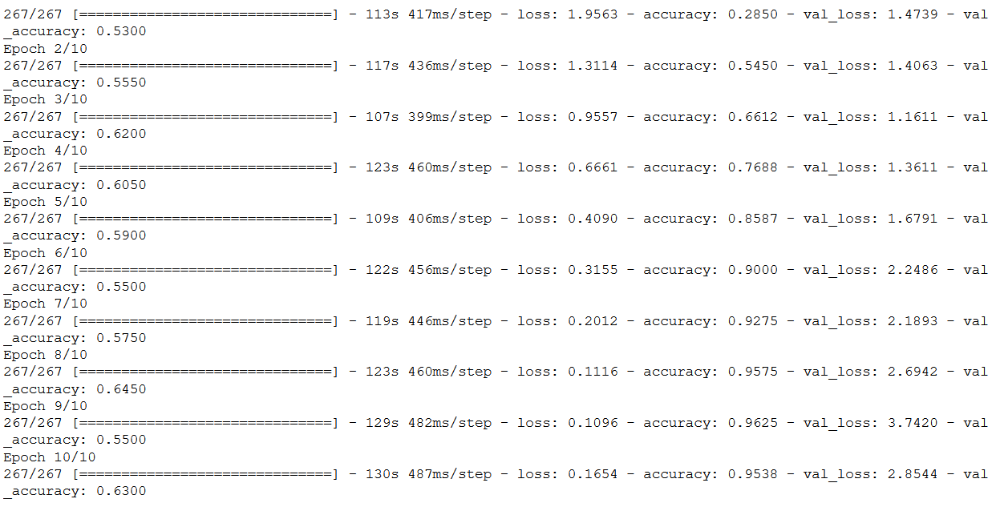 267/267 [==============================] - 113s 417ms/step - loss: 1.9563 - accuracy: 0.2850 - val_loss: 1.4739 - val
_accuracy: 0.5300
Epoch 2/10
267/267 [==============================] - 117s 436ms/step - loss: 1.3114 - accuracy: 0.5450 - val_loss: 1.4063 - val
_accuracy: 0.5550
Epoch 3/10
267/267 [==============================] - 107s 399ms/step - loss: 0.9557 - accuracy: 0.6612 - val_loss: 1.1611 - val
_accuracy: 0.6200
Epoch 4/10
267/267 [==============================] - 123s 460ms/step - loss: 0.6661 - accuracy: 0.7688 - val_loss: 1.3611 - val
_accuracy: 0.6050
Epoch 5/10
267/267 [==============================] - 109s 406ms/step - loss: 0.4090 - accuracy: 0.8587 - val_loss: 1.6791 - val
_accuracy: 0.5900
Epoch 6/10
267/267 [==============================] - 122s 456ms/step - loss: 0.3155 - accuracy: 0.9000 - val_loss: 2.2486 - val
_accuracy: 0.5500
Epoch 7/10
267/267 [==============================] - 119s 446ms/step - loss: 0.2012 - accuracy: 0.9275 - val_loss: 2.1893 - val
_accuracy: 0.5750
Epoch 8/10
267/267 [==============================] - 123s 460ms/step - loss: 0.1116 - accuracy: 0.9575 - val_loss: 2.6942 - val
_accuracy: 0.6450
Epoch 9/10
267/267 [==============================] - 129s 482ms/step - loss: 0.1096 - accuracy: 0.9625 - val_loss: 3.7420 - val
_accuracy: 0.5500
Epoch 10/10
267/267 [==============================] - 130s 487ms/step - loss: 0.1654 - accuracy: 0.9538 - val_loss: 2.8544 - val
_accuracy: 0.6300